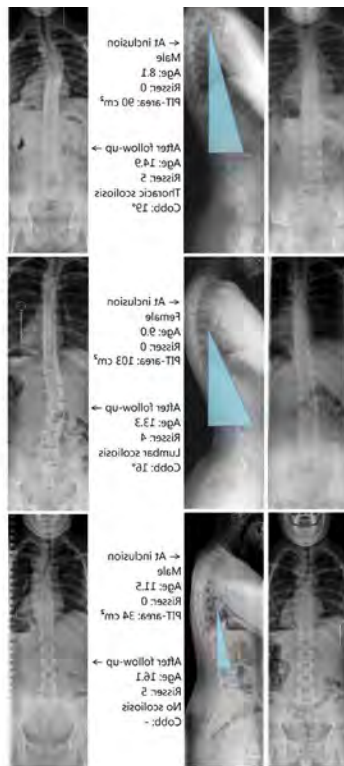 ← At inclusion
Male
Age: 8.1
Risser: 0
PIT-area: 90 cm²
After follow-up →
Age: 14.9
Risser: 5
Thoracic scoliosis
Cobb: 19°
← At inclusion
Female
Age: 9.0
Risser: 0
PIT-area: 103 cm²
After follow-up →
Age: 13.3
Risser: 4
Lumbar scoliosis
Cobb: 16°
← At inclusion
Male
Age: 11.5
Risser: 0
PIT-area: 34 cm²
After follow-up →
Age: 16.1
Risser: 5
No scoliosis
Cobb: -